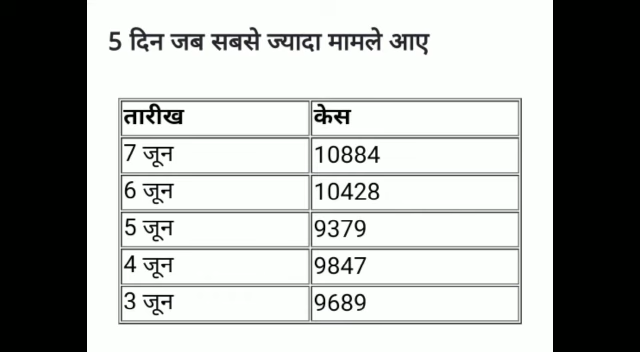 5 दिन जब सबसे ज्यादा मामले आए
तारीख केस
7 जून 10884
6 जून 10428
5 जून 9379
4 जून 9847
3 जून 9689